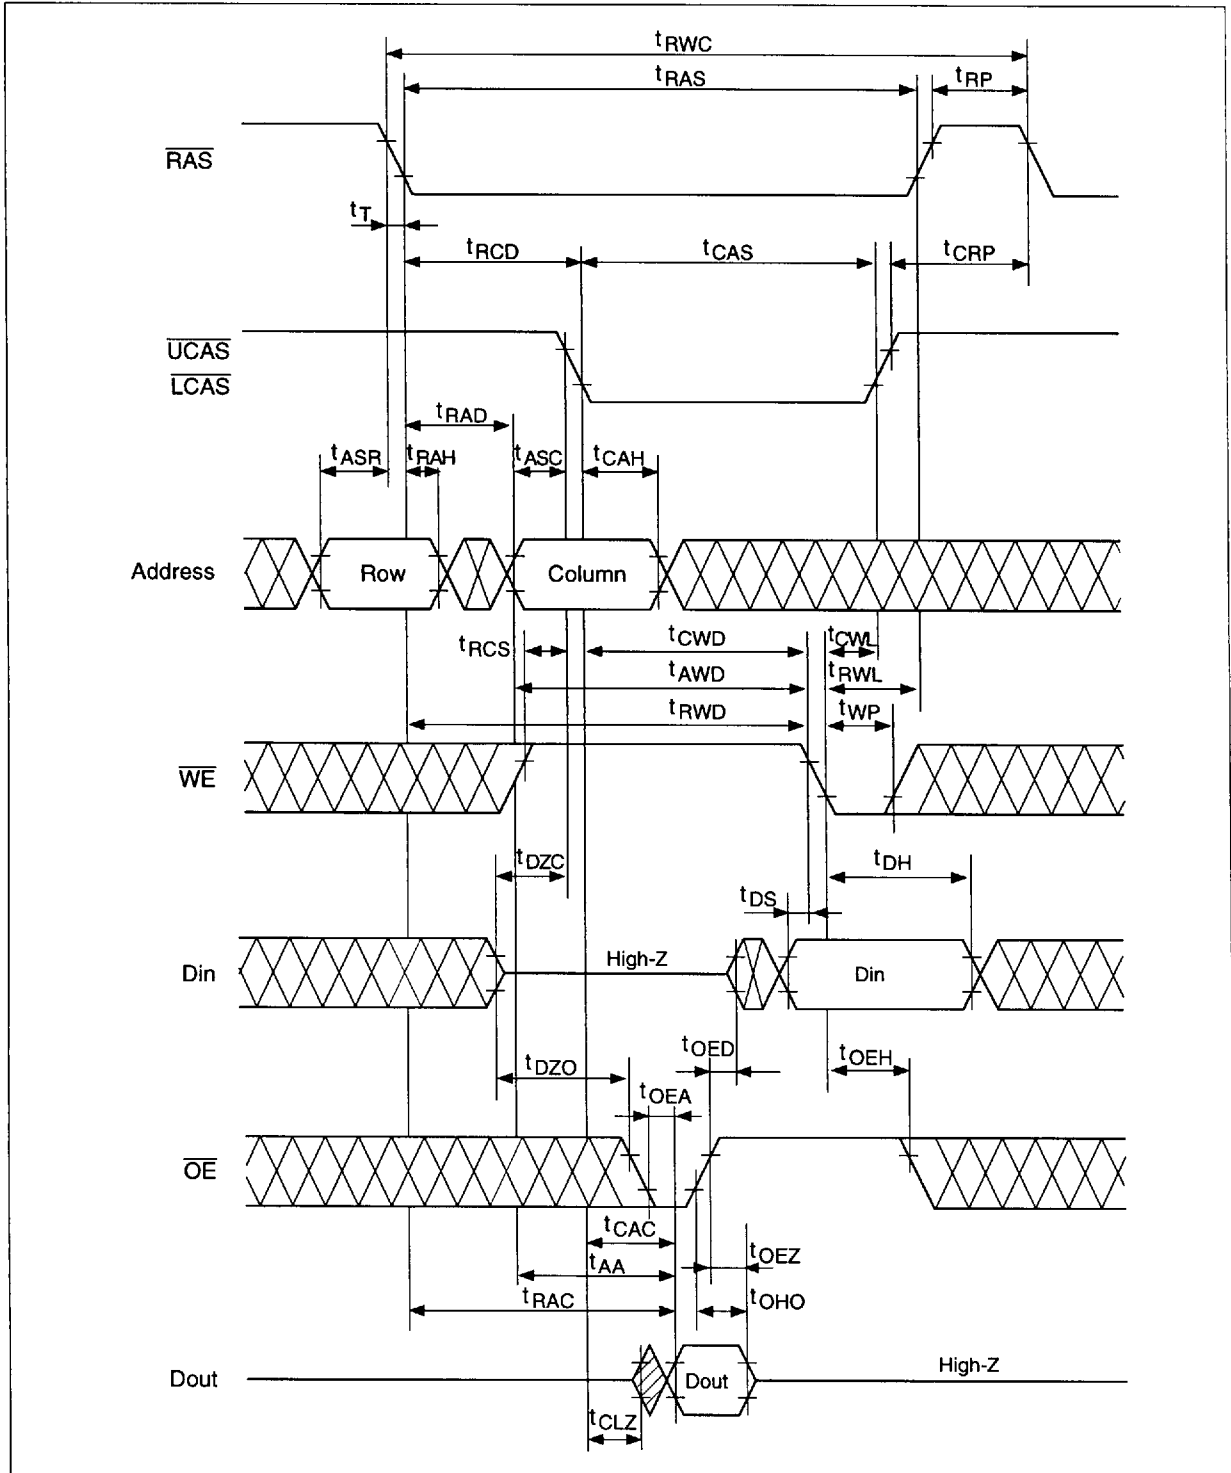 tRWC
tRAS
tRP
RAS
tT
tRCD
tCAS
tCRP
UCAS
LCAS
tRAD
tASR
tRAH
tASC
tCAH
Address
Row
Column
tRCS
tCWD
tCWL
tAWD
tRWL
tRWD
tWP
WE
tDZC
tDH
tDS
Din
High-Z
Din
tOED
tOEH
tDZO
tOEA
OE
tCAC
tOEZ
tAA
tRAC
tOHO
Dout
Dout
High-Z
tCLZ